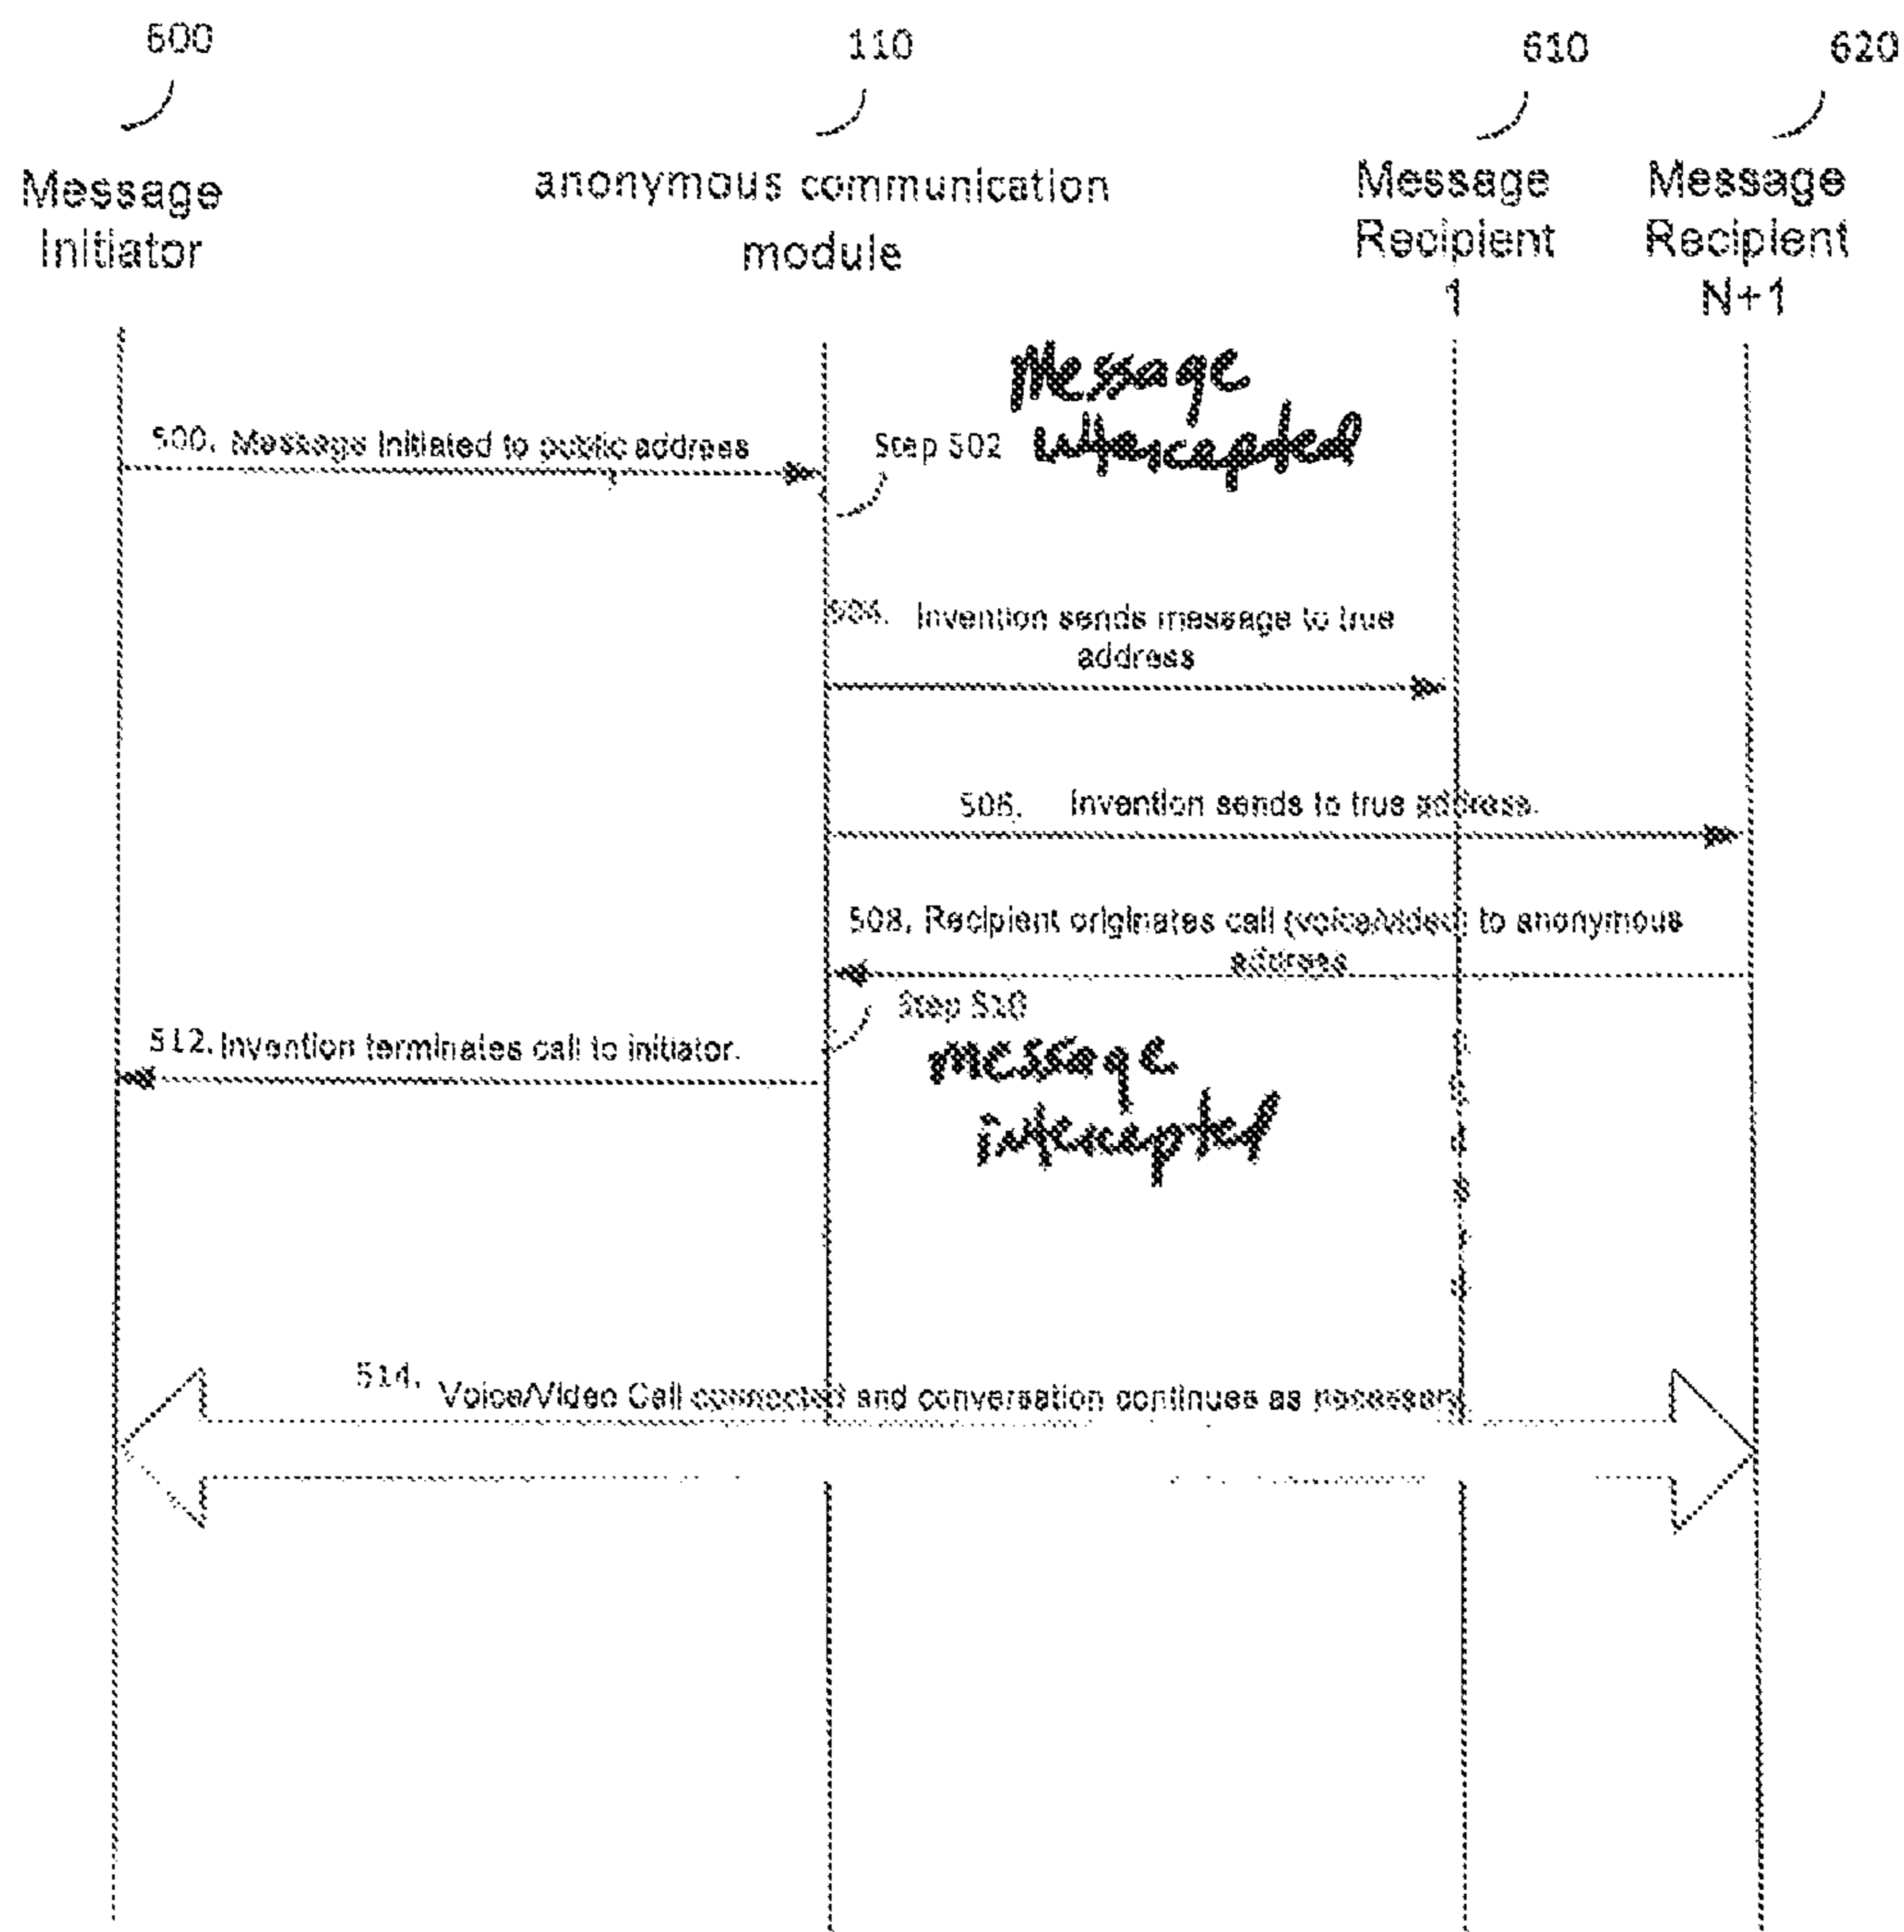 600
110
610
620
Message
Initiator
anonymous communication
module
Message
Recipient
1
Message
Recipient
N+1
Message
intercepted
500. Message Initiated to public address
Step 502
504. Invention sends message to true
address
506. Invention sends to true address.
508. Recipient originates call (voice/video) to anonymous
address
Step 510
512. Invention terminates call to initiator.
message
intercepted
514. Voice/Video Call connected and conversation continues as necessary